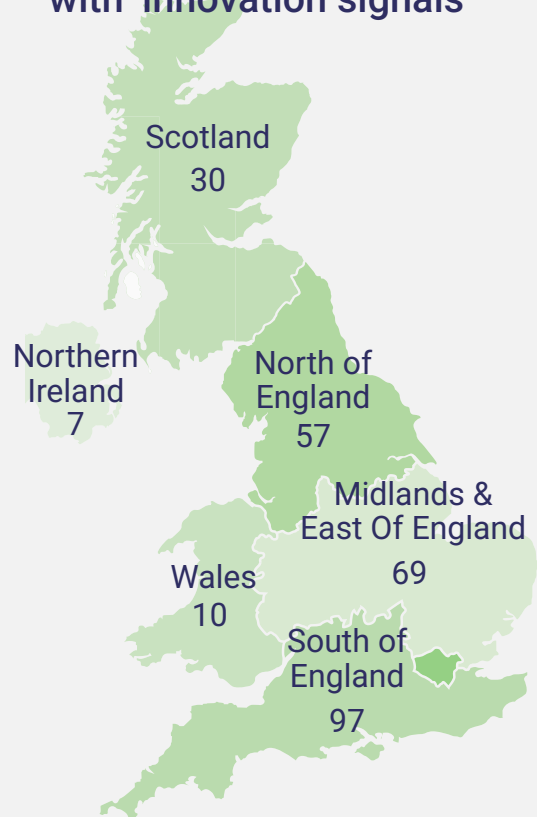 with 'innovation signals'
Scotland
30
Northern
Ireland
7
North of
England
57
Midlands &
East Of England
69
Wales
10
South of
England
97